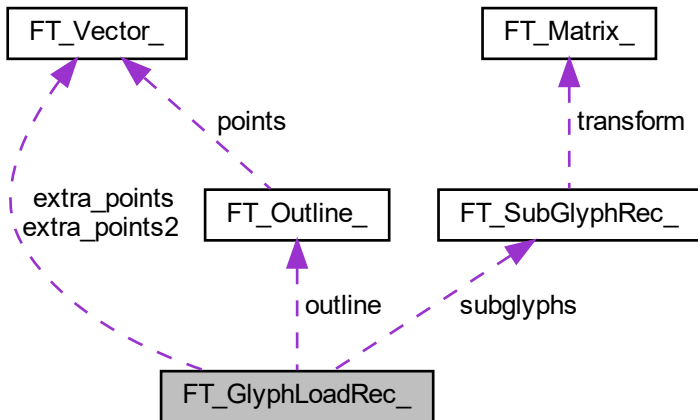 FT_Vector_
FT_Matrix_
points
transform
extra_points
extra_points2
FT_Outline_
FT_SubGlyphRec_
outline
subglyphs
FT_GlyphLoadRec_